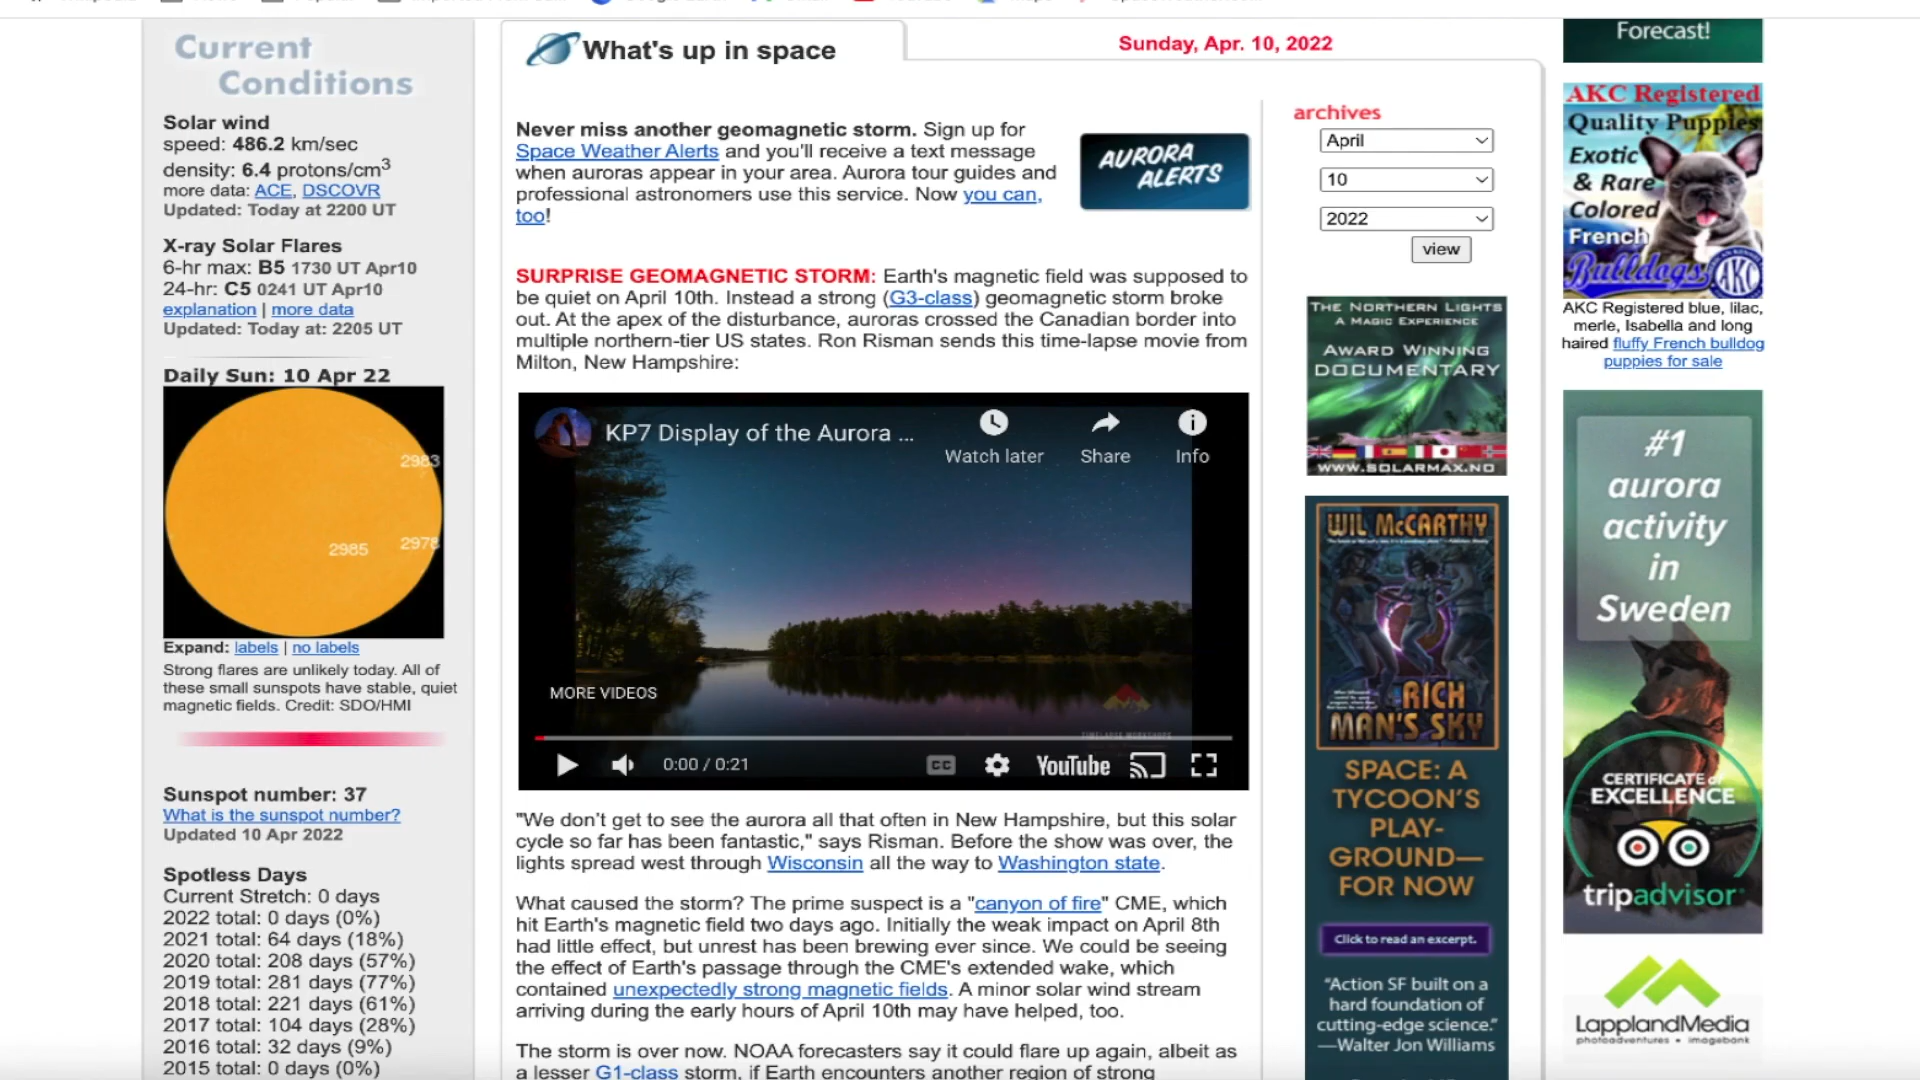 Current
Conditions
Solar wind
speed: 486.2 km/sec
density: 6.4 protons/cm3
more data: ACE, DSCOVR
Updated: Today at 2200 UT
X-ray Solar Flares
6-hr max: B5 1730 UT Apr10
24-hr: C5 0241 UT Apr10
explanation | more data
Updated: Today at: 2205 UT
Daily Sun: 10 Apr 22
2983
2985
2978
Expand: labels | no labels
Strong flares are unlikely today. All of
these small sunspots have stable, quiet
magnetic fields. Credit: SDO/HMI
Sunspot number: 37
What is the sunspot number?
Updated 10 Apr 2022
Spotless Days
Current Stretch: 0 days
2022 total: 0 days (0%)
2021 total: 64 days (18%)
2020 total: 208 days (57%)
2019 total: 281 days (77%)
2018 total: 221 days (61%)
2017 total: 104 days (28%)
2016 total: 32 days (9%)
2015 total: 0 days (0%)
What's up in space
Sunday, Apr. 10, 2022
Never miss another geomagnetic storm. Sign up for
Space Weather Alerts and you'll receive a text message
when auroras appear in your area. Aurora tour guides and
professional astronomers use this service. Now you can,
too!
AURORA
ALERTS
SURPRISE GEOMAGNETIC STORM: Earth's magnetic field was supposed to
be quiet on April 10th. Instead a strong (G3-class) geomagnetic storm broke
out. At the apex of the disturbance, auroras crossed the Canadian border into
multiple northern-tier US states. Ron Risman sends this time-lapse movie from
Milton, New Hampshire:
KP7 Display of the Aurora ...
Watch later
Share
Info
MORE VIDEOS
0:00 / 0:21
CC
YouTube
"We don't get to see the aurora all that often in New Hampshire, but this solar
cycle so far has been fantastic," says Risman. Before the show was over, the
lights spread west through Wisconsin all the way to Washington state.
What caused the storm? The prime suspect is a "canyon of fire" CME, which
hit Earth's magnetic field two days ago. Initially the weak impact on April 8th
had little effect, but unrest has been brewing ever since. We could be seeing
the effect of Earth's passage through the CME's extended wake, which
contained unexpectedly strong magnetic fields. A minor solar wind stream
arriving during the early hours of April 10th may have helped, too.
The storm is over now. NOAA forecasters say it could flare up again, albeit as
a lesser G1-class storm, if Earth encounters another region of strong
archives
April
10
2022
view
THE NORTHERN LIGHTS
A MAGIC EXPERIENCE
AWARD WINNING
DOCUMENTARY
WWW.SOLARMAX.NO
WIL McCARTHY
RICH
MAN'S SKY
SPACE: A
TYCOON'S
PLAY-
GROUND—
FOR NOW
Click to read an excerpt.
"Action SF built on a
hard foundation of
cutting-edge science."
—Walter Jon Williams
Forecast!
AKC Registered
Quality Puppies
Exotic
& Rare
Colored
French
Bulldogs
AKC
AKC Registered blue, lilac,
merle, Isabella and long
haired fluffy French bulldog
puppies for sale
#1
aurora
activity
in
Sweden
CERTIFICATE of
EXCELLENCE
tripadvisor
LapplandMedia
photoadventures • imagebank